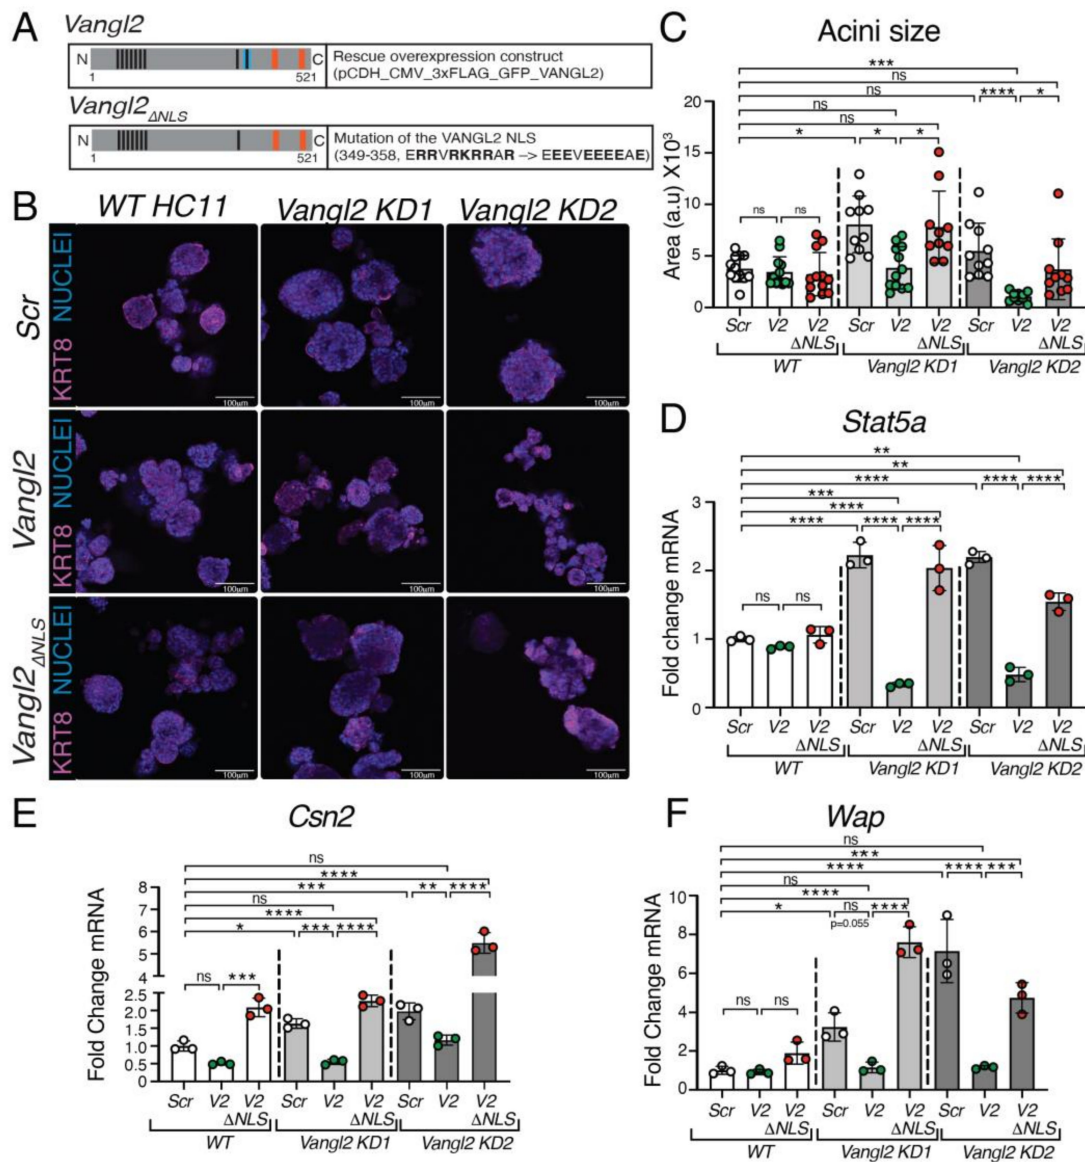 A
Vangl2
N
C
1
521
Rescue overexpression construct
(pCDH_CMV_3xFLAG_GFP_VANGL2)
Vangl2ΔNLS
N
C
1
521
Mutation of the VANGL2 NLS
(349-358, ERRVRKRRAR –> EEEVEEEEAE)
B
WT HC11 Vangl2 KD1 Vangl2 KD2
Scr
KRT8 NUCLEI
100μm 100μm 100μm
Vangl2
KRT8 NUCLEI
100μm 100μm 100μm
Vangl2ΔNLS
KRT8 NUCLEI
100μm 100μm 100μm
C
Acini size
***
ns
ns **** *
ns
ns
* * *
ns ns
Area (a.u) X10³
20
15
10
5
0
Scr V2 V2 Scr V2 V2 Scr V2 V2
ΔNLS ΔNLS ΔNLS
WT Vangl2 KD1 Vangl2 KD2
D
Stat5a
**
**
**** **** ****
***
****
**** **** ****
ns ns
Fold change mRNA
3
2
1
0
Scr V2 V2 Scr V2 V2 Scr V2 V2
ΔNLS ΔNLS ΔNLS
WT Vangl2 KD1 Vangl2 KD2
E
Csn2
ns
****
*** ** ****
ns
****
* *** ****
ns ***
Fold Change mRNA
8
7
6
5
4
2.5
2.0
1.5
1.0
0.5
0
Scr V2 V2 Scr V2 V2 Scr V2 V2
ΔNLS ΔNLS ΔNLS
WT Vangl2 KD1 Vangl2 KD2
F
Wap
ns
***
**** **** ***
ns
****
* ns ****
p=0.055
ns ns
Fold Change mRNA
10
8
6
4
2
0
Scr V2 V2 Scr V2 V2 Scr V2 V2
ΔNLS ΔNLS ΔNLS
WT Vangl2 KD1 Vangl2 KD2